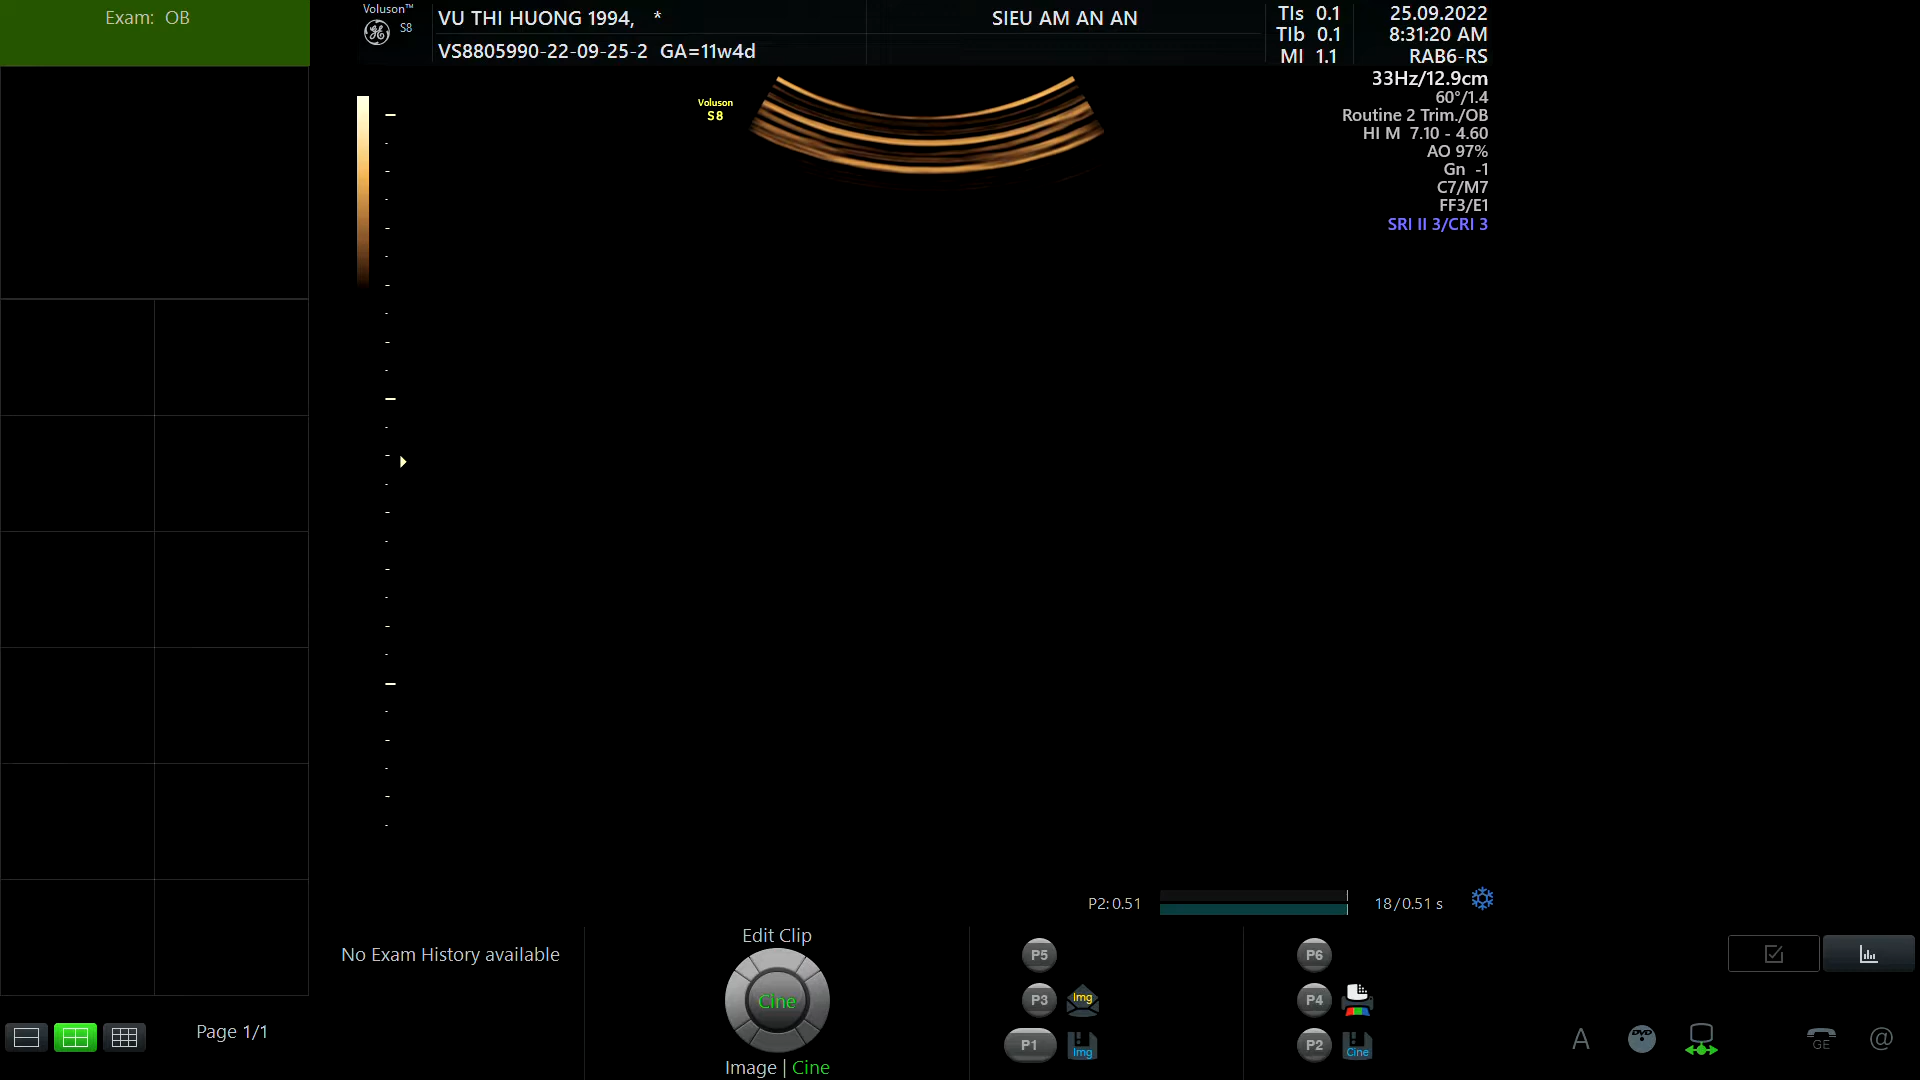 Exam: OB
Voluson™
S8
VU THI HUONG 1994, *
VS8805990-22-09-25-2 GA=11w4d
SIEU AM AN AN
TIs 0.1
TIb 0.1
MI 1.1
25.09.2022
8:31:20 AM
RAB6-RS
33Hz/12.9cm
60°/1.4
Routine 2 Trim./OB
HI M 7.10 - 4.60
AO 97%
Gn -1
C7/M7
FF3/E1
SRI II 3/CRI 3
Voluson
S8
P2: 0.51
18/0.51 s
No Exam History available
Edit Clip
Cine
Image | Cine
P5
P3 Img
P1 Img
P6
P4
P2 Cine
Page 1/1
A
DVD
GE
@